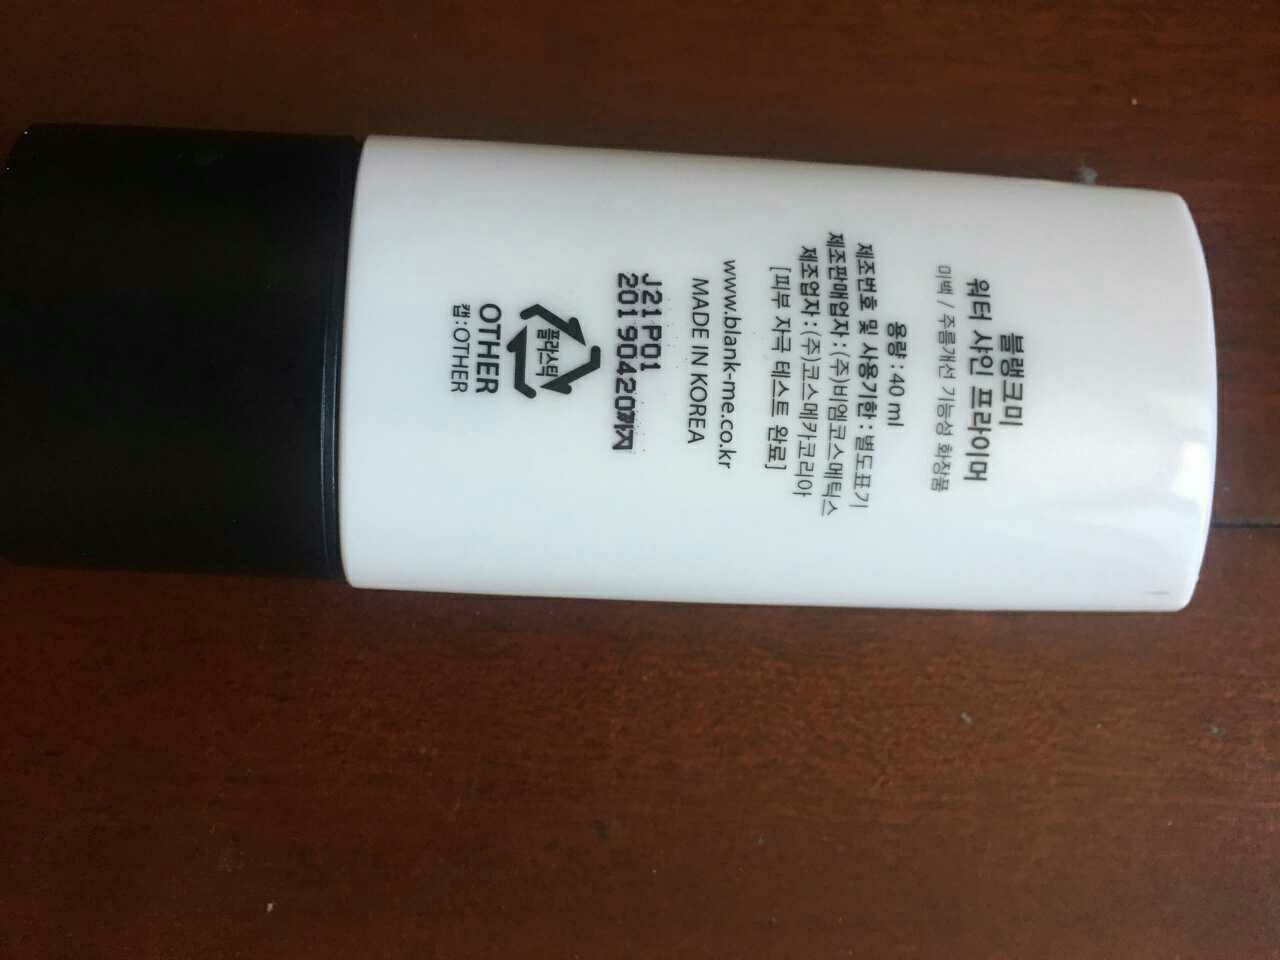 블랭크미
워터 사인 프라이머
미백 / 주름개선 기능성 화장품
용량 : 40 ml
제조번호 및 사용기한 : 별도표기
제조판매업자 : (주)비엠코스메틱스
제조업자 : (주)코스메카코리아
[피부 자극 테스트 완료]
www.blank-me.co.kr
MADE IN KOREA
J21P01
20190420까지
플라스틱
OTHER
캡 : OTHER